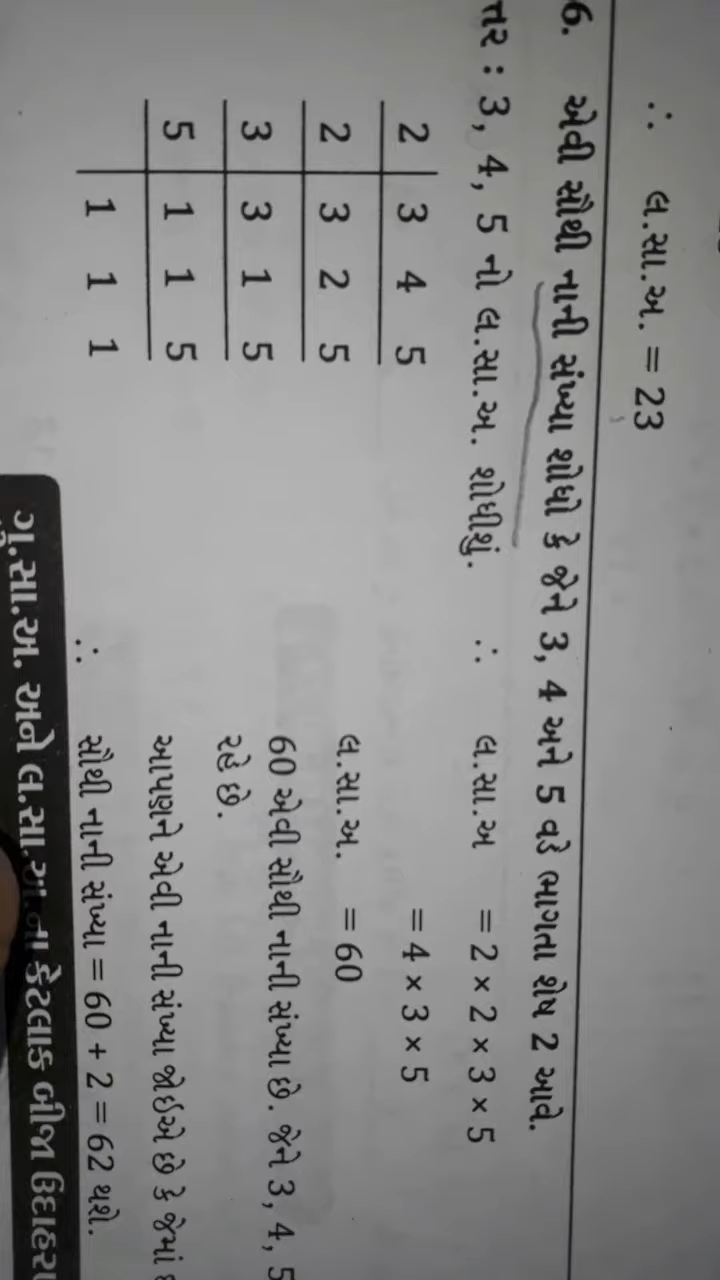 ∴ લ.સા.અ. = 23
6. એવી સૌથી નાની સંખ્યા શોધો કે જેને 3, 4 અને 5 વડે ભાગતા શેષ 2 આવે.
ત્તર : 3, 4, 5 નો લ.સા.અ. શોધીશું.
2 3 4 5
2 3 2 5
3 3 1 5
5 1 1 5
1 1 1
∴ લ.સા.અ = 2 × 2 × 3 × 5
= 4 × 3 × 5
લ.સા.અ. = 60
60 એવી સૌથી નાની સંખ્યા છે. જેને 3, 4, 5
રહે છે.
આપણને એવી નાની સંખ્યા જોઇએ છે કે જેમાં
∴ સૌથી નાની સંખ્યા = 60 + 2 = 62 થશે.
ગુ.સા.અ. અને લ.સા.અ.ના કેટલાક બીજા